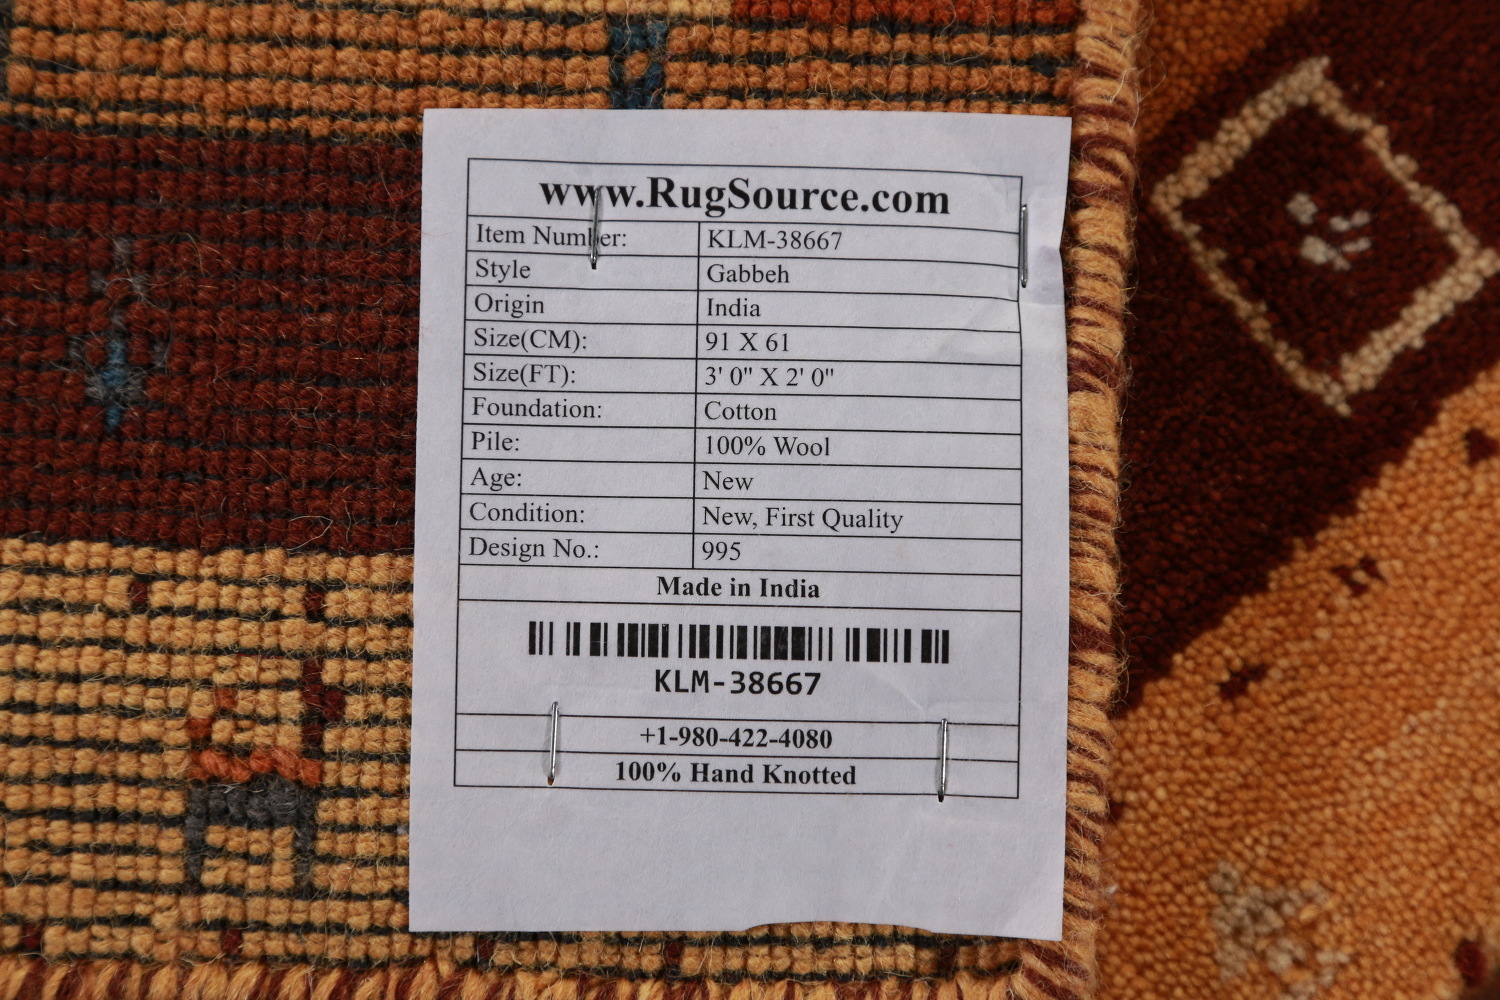 www.RugSource.com
Item Number: KLM-38667
Style Gabbeh
Origin India
Size(CM): 91 X 61
Size(FT): 3' 0" X 2' 0"
Foundation: Cotton
Pile: 100% Wool
Age: New
Condition: New, First Quality
Design No.: 995
Made in India
KLM-38667
+1-980-422-4080
100% Hand Knotted